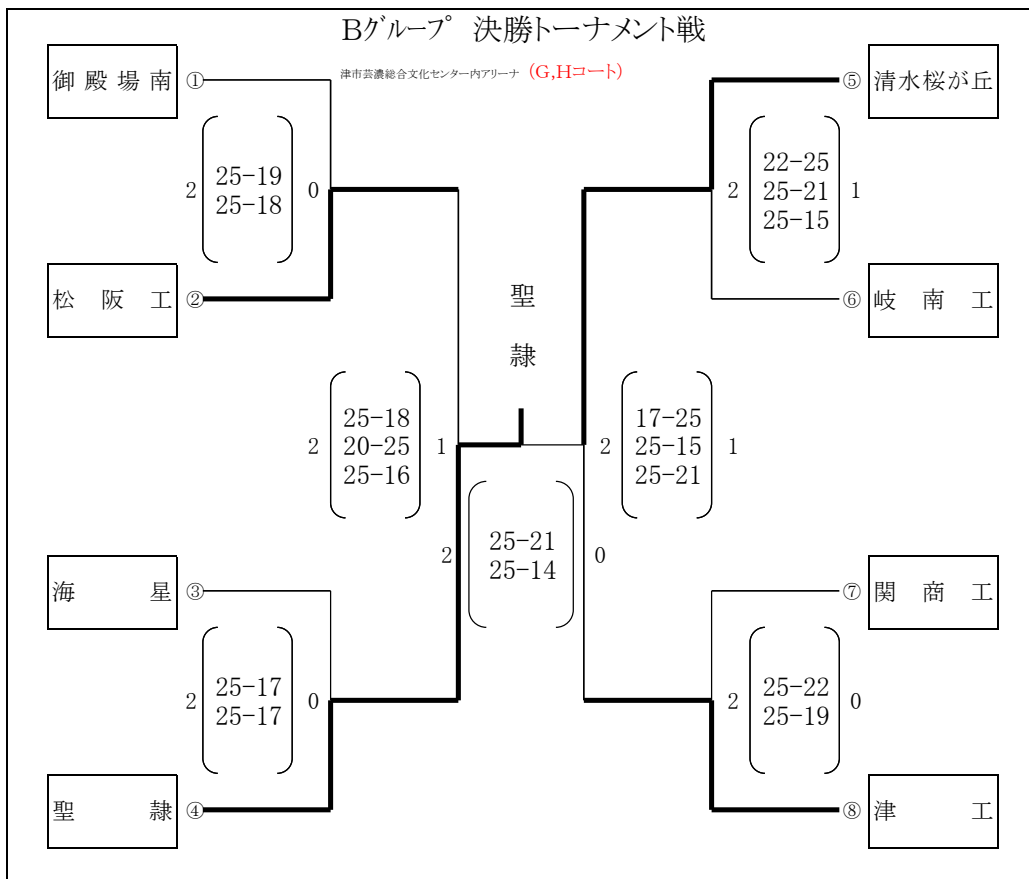 Bグループ 決勝トーナメント戦
津市芸濃総合文化センター内アリーナ (G,Hコート)
御殿場南 ①
⑤ 清水桜が丘
2 25-19 0
25-18
2 22-25 1
25-21
25-15
松阪工 ②
⑥ 岐南工
聖隷
2 25-18 1
20-25
25-16
2 17-25 1
25-15
25-21
2 25-21 0
25-14
海星 ③
⑦ 関商工
2 25-17 0
25-17
2 25-22 0
25-19
聖隷 ④
⑧ 津工